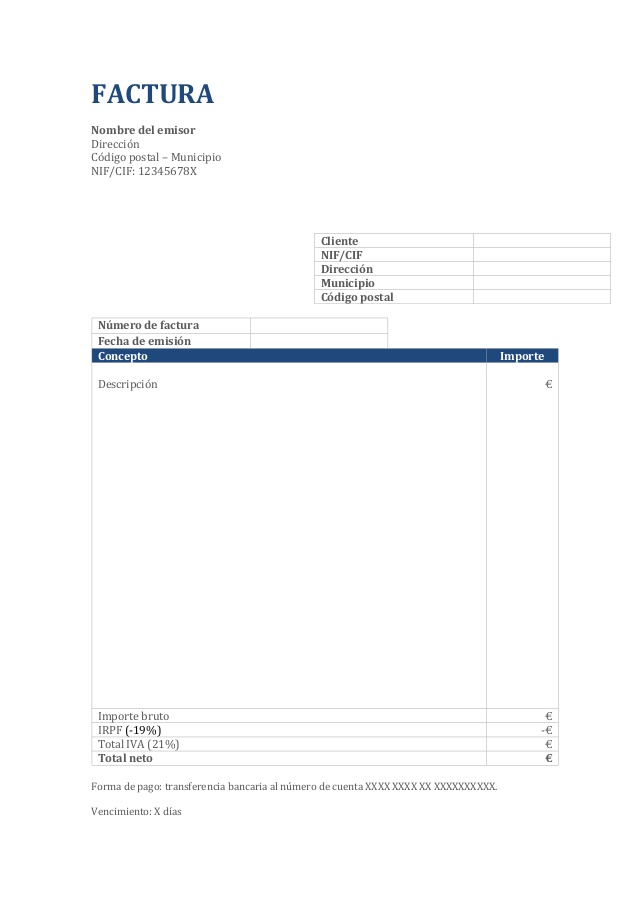 FACTURA
Nombre del emisor
Dirección
Código postal – Municipio
NIF/CIF: 12345678X
Cliente
NIF/CIF
Dirección
Municipio
Código postal
Número de factura
Fecha de emisión
Concepto Importe
Descripción €
Importe bruto €
IRPF (-19%) -€
Total IVA (21%) €
Total neto €
Forma de pago: transferencia bancaria al número de cuenta XXXX XXXX XX XXXXXXXXXX.
Vencimiento: X días